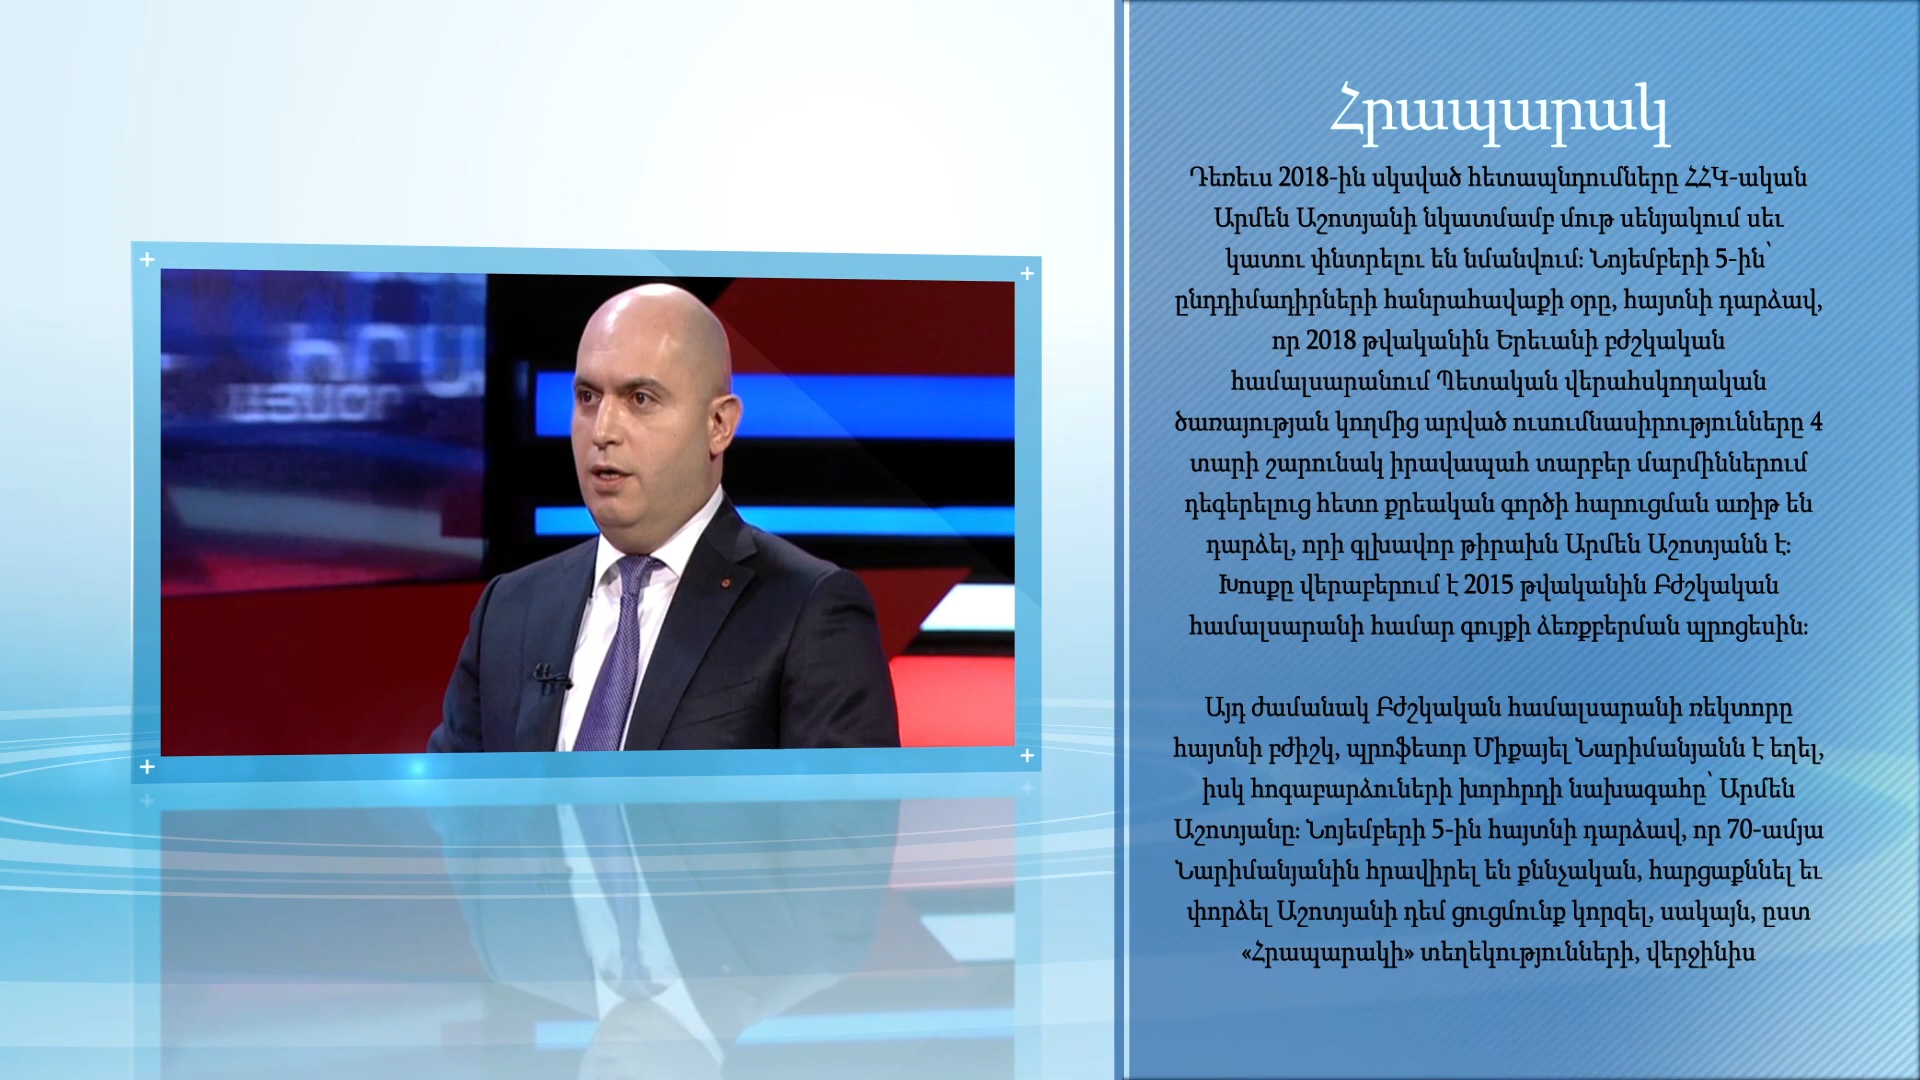 Հրապարակ
Դեռեւս 2018-ին սկսված հետապնդումները ՀՀԿ-ական
Արմեն Աշոտյանի նկատմամբ մութ սենյակում սեւ
կատու փնտրելու են նմանվում։ Նոյեմբերի 5-ին՝
ընդդիմադիրների հանրահավաքի օրը, հայտնի դարձավ,
որ 2018 թվականին Երեւանի բժշկական
համալսարանում Պետական վերահսկողական
ծառայության կողմից արված ուսումնասիրությունները 4
տարի շարունակ իրավապահ տարբեր մարմիններում
դեգերելուց հետո քրեական գործի հարուցման առիթ են
դարձել, որի գլխավոր թիրախն Արմեն Աշոտյանն է։
Խոսքը վերաբերում է 2015 թվականին Բժշկական
համալսարանի համար գույքի ձեռքբերման պրոցեսին։
Այդ ժամանակ Բժշկական համալսարանի ռեկտորը
հայտնի բժիշկ, պրոֆեսոր Միքայել Նարիմանյանն է եղել,
իսկ հոգաբարձուների խորհրդի նախագահը՝ Արմեն
Աշոտյանը։ Նոյեմբերի 5-ին հայտնի դարձավ, որ 70-ամյա
Նարիմանյանին հրավիրել են քննչական, հարցաքննել եւ
փորձել Աշոտյանի դեմ ցուցմունք կորզել, սակայն, ըստ
«Հրապարակի» տեղեկությունների, վերջինիս